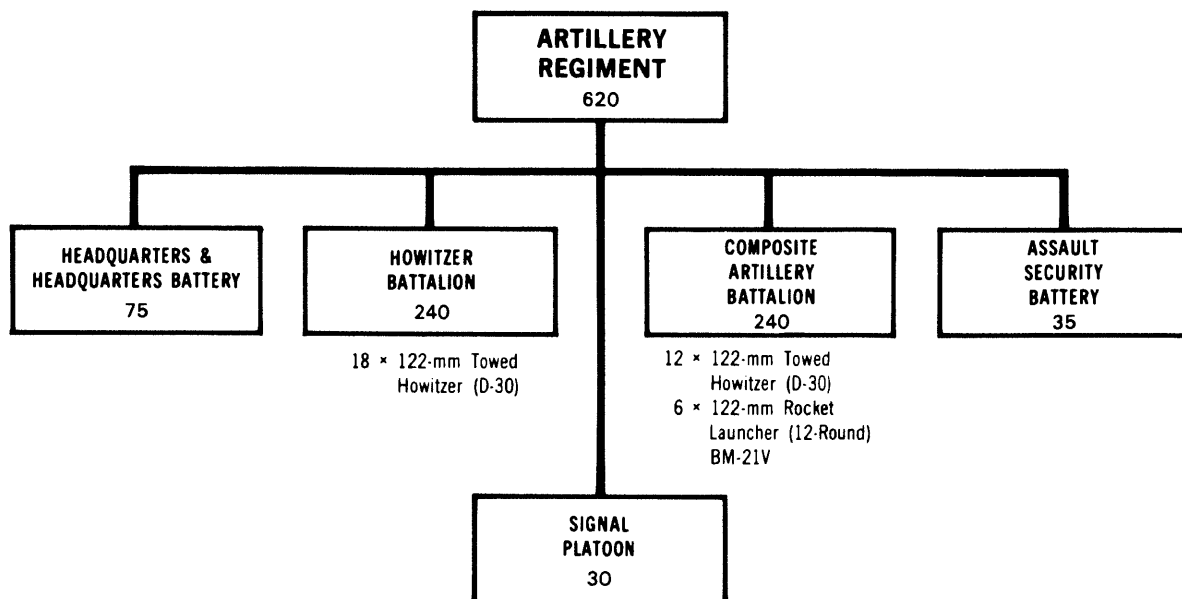 ARTILLERY
REGIMENT
620
HEADQUARTERS &
HEADQUARTERS BATTERY
75
HOWITZER
BATTALION
240
18 × 122-mm Towed
Howitzer (D-30)
COMPOSITE
ARTILLERY
BATTALION
240
12 × 122-mm Towed
Howitzer (D-30)
6 × 122-mm Rocket
Launcher (12-Round)
BM-21V
ASSAULT
SECURITY
BATTERY
35
SIGNAL
PLATOON
30